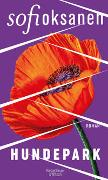 sofi oksanen
ROMAN
HUNDEPARK
Kiepenheuer
& Witsch